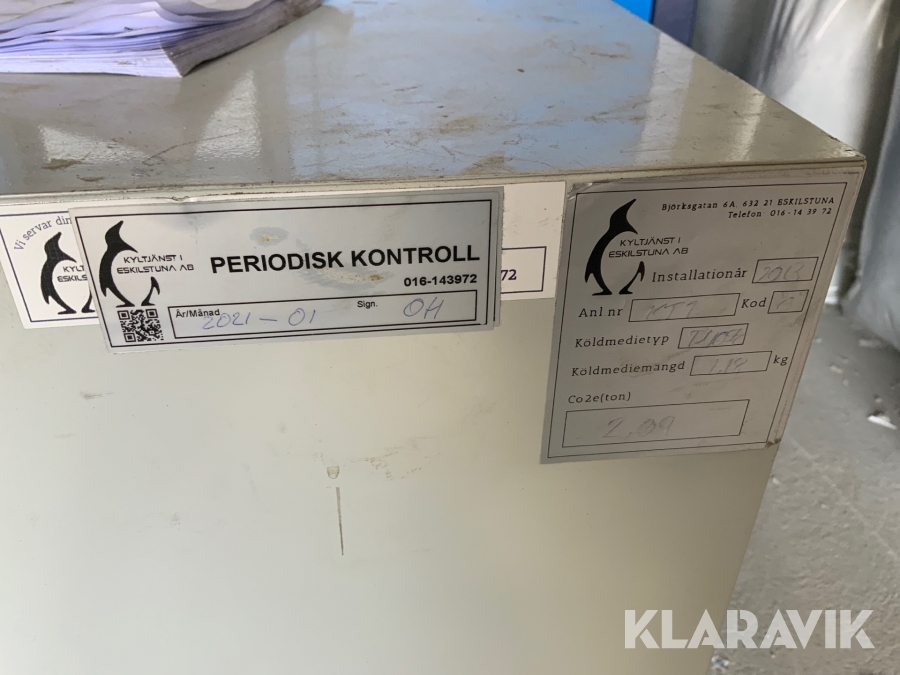 Vi servar din
KYLTJÄNST I
ESKILSTUNA AB
PERIODISK KONTROLL
016-143972
År/Månad
2021-01
Sign.
OH
72
Björksgatan 6A, 632 21 ESKILSTUNA
Telefon 016-14 39 72
KYLTJÄNST I
ESKILSTUNA AB
Installationår 2013
Anl nr
Kod
Köldmedietyp
Köldmediemängd kg
Co2e(ton)
2,09
KLARAVIK